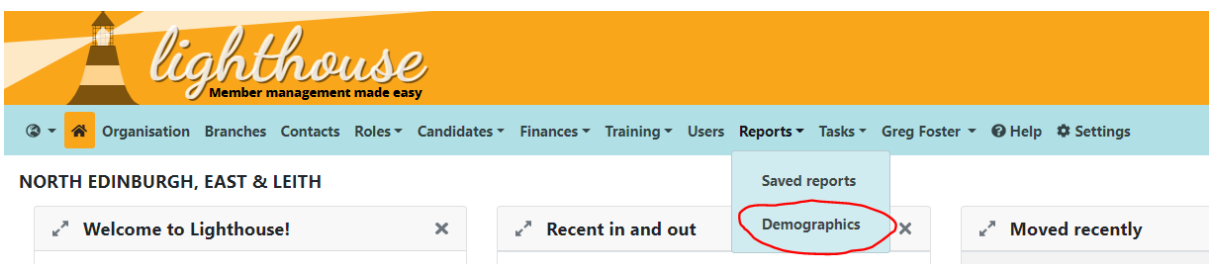 lighthouse
Member management made easy
Organisation Branches Contacts Roles Candidates Finances Training Users Reports Tasks Greg Foster Help Settings
Saved reports
Demographics
NORTH EDINBURGH, EAST & LEITH
Welcome to Lighthouse!
Recent in and out
Moved recently